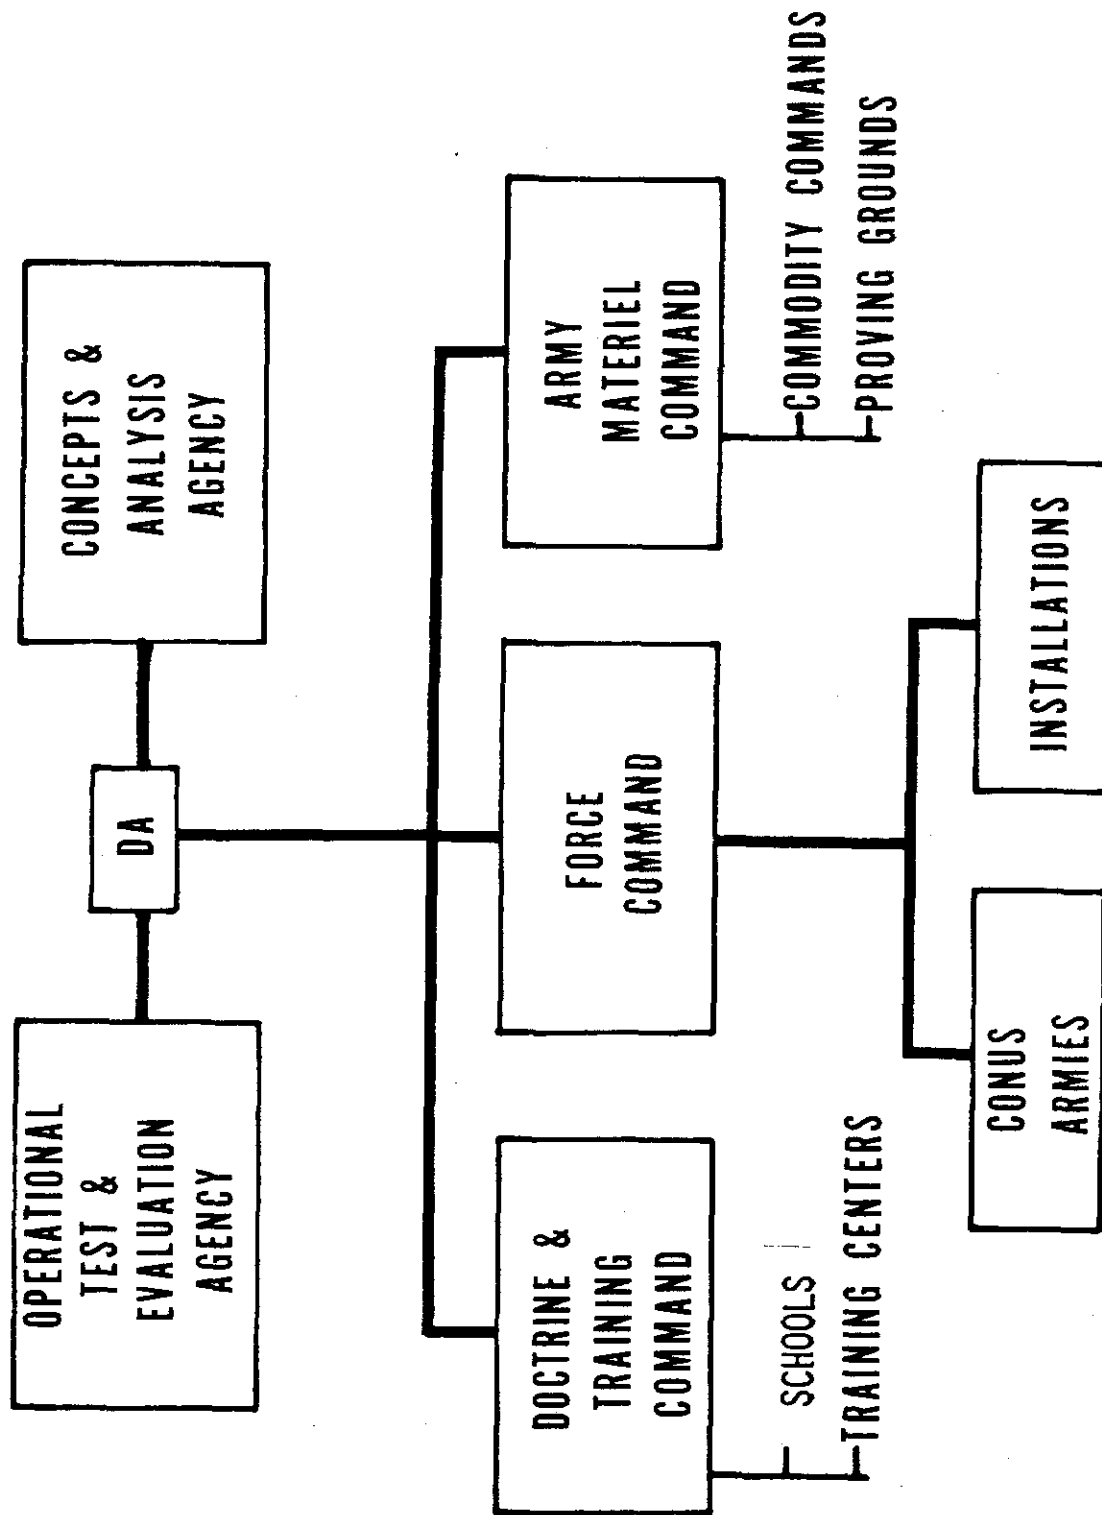 OPERATIONAL
TEST &
EVALUATION
AGENCY
DA
CONCEPTS &
ANALYSIS
AGENCY
DOCTRINE &
TRAINING
COMMAND
SCHOOLS
TRAINING CENTERS
FORCE
COMMAND
ARMY
MATERIEL
COMMAND
COMMODITY COMMANDS
PROVING GROUNDS
CONUS
ARMIES
INSTALLATIONS